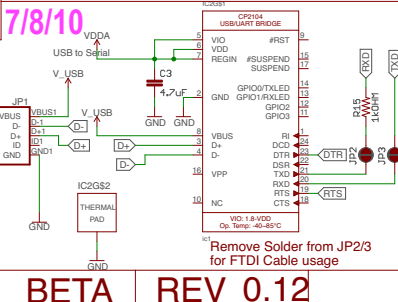 7/8/10
IC2G$1
CP2104
USB/UART BRIDGE
VDDA
USB to Serial
V_USB
C3
4.7uF
GND GND
5 VIO #RST 9
6 VDD
7 REGIN #SUSPEND 15
SUSPEND 17
GPIO0/TXLED 14
2 GND GPIO1/RXLED 13
GPIO2 12
GPIO3 11
8 VBUS RI 1
3 D+ DCD 24
4 D- DTR 23
DSR 22
16 VPP TXD 21
RXD 20
RTS 19
10 NC CTS 18
VIO: 1.8-VDD
Op. Temp: -40~85°C
ic1
JP1
VBUS VBUS1
D- D-1 D-
D+ D+1 D+
ID ID1
GND GND1
GND
V_USB
D+
D-
IC2G$2
THERMAL
PAD
GND
DTR
RTS
RXD
TXD
R15
1kOHM
JP2
JP3
Remove Solder from JP2/3
for FTDI Cable usage
BETA REV 0.12